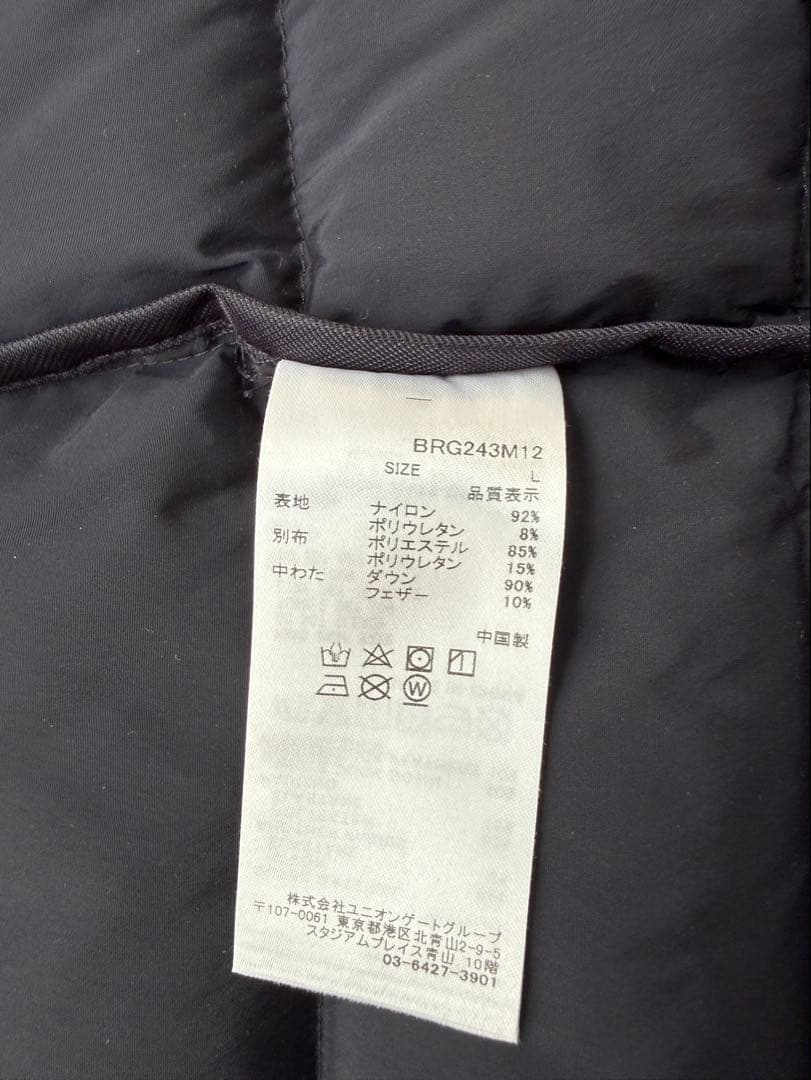 BRG243M12
SIZE L
品質表示
表地 ナイロン 92%
ポリウレタン 8%
別布 ポリエステル 85%
ポリウレタン 15%
中わた ダウン 90%
フェザー 10%
中国製
W
株式会社ユニオンゲートグループ
〒107-0061 東京都港区北青山2-9-5
スタジアムプレイス青山 10階
03-6427-3901